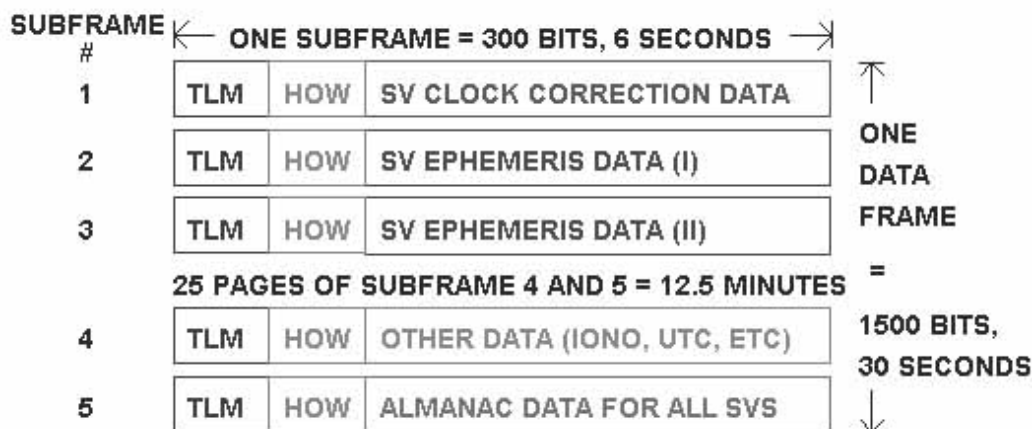 SUBFRAME #
ONE SUBFRAME = 300 BITS, 6 SECONDS
1 TLM HOW SV CLOCK CORRECTION DATA
2 TLM HOW SV EPHEMERIS DATA (I)
3 TLM HOW SV EPHEMERIS DATA (II)
25 PAGES OF SUBFRAME 4 AND 5 = 12.5 MINUTES
4 TLM HOW OTHER DATA (IONO, UTC, ETC)
5 TLM HOW ALMANAC DATA FOR ALL SVS
ONE
DATA
FRAME
=
1500 BITS,
30 SECONDS